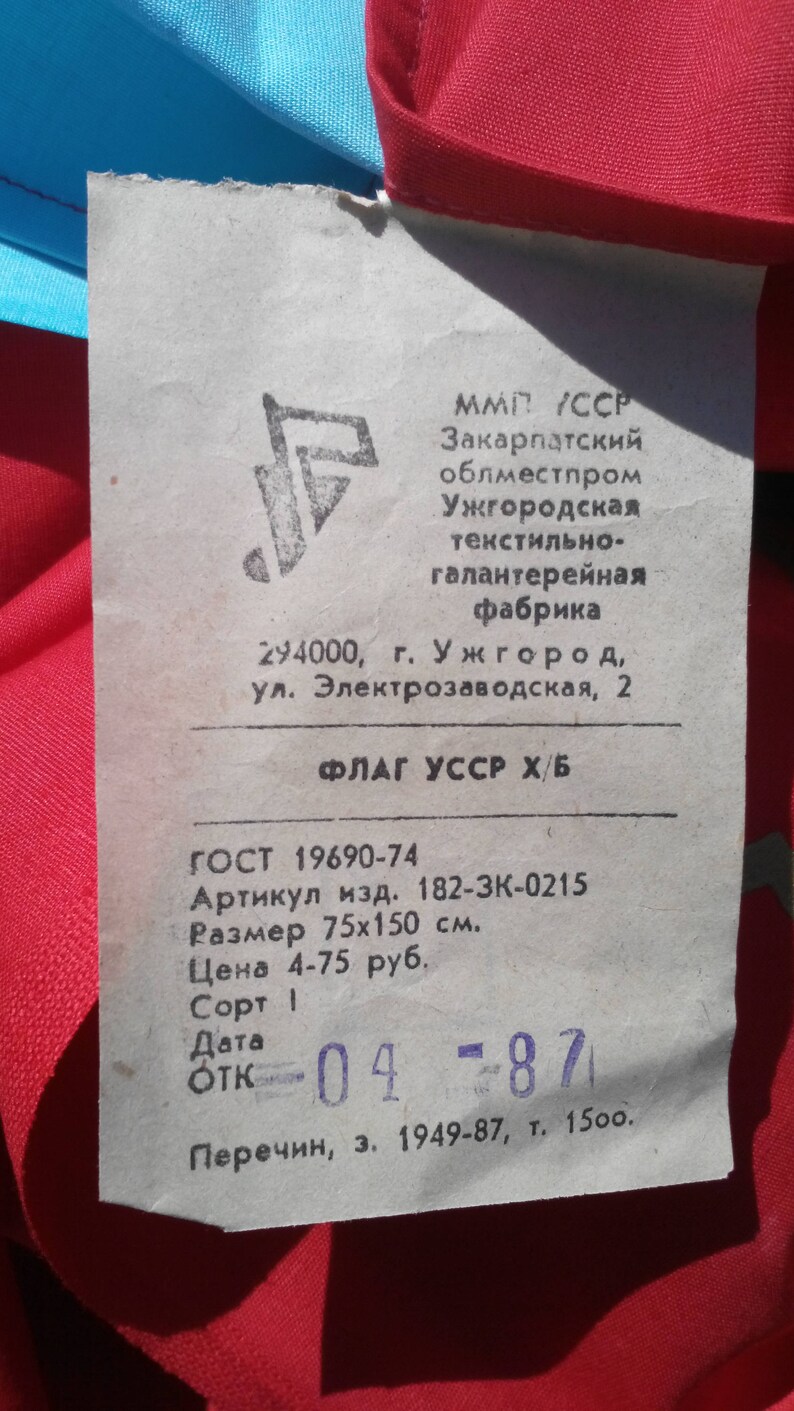 ММП УССР
Закарпатский
облместпром
Ужгородская
текстильно-
галантерейная
фабрика
294000, г. Ужгород,
ул. Электрозаводская, 2
ФЛАГ УССР Х/Б
ГОСТ 19690-74
Артикул изд. 182-ЗК-0215
Размер 75х150 см.
Цена 4-75 руб.
Сорт I
Дата
ОТК -04 -87
Перечин, з. 1949-87, т. 1500.